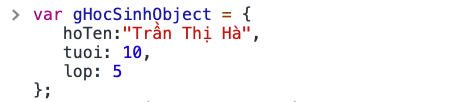 > var gHocSinhObject = {
hoTen:"Trần Thị Hà",
tuoi: 10,
lop: 5
};